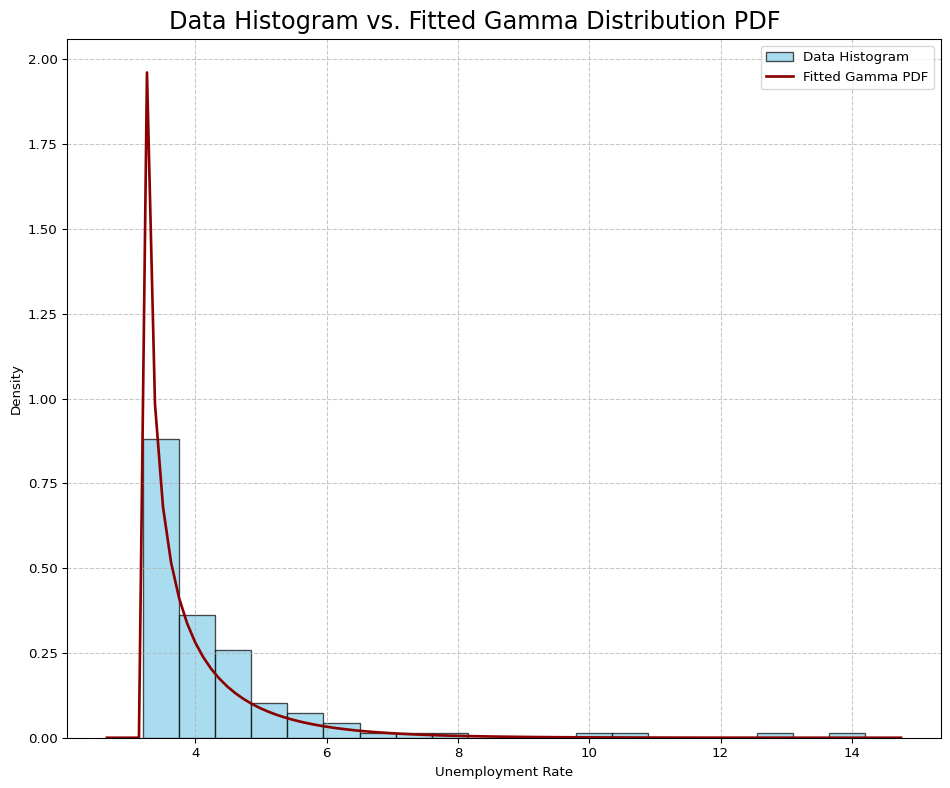 Data Histogram vs. Fitted Gamma Distribution PDF
Data Histogram
Fitted Gamma PDF
Density
2.00
1.75
1.50
1.25
1.00
0.75
0.50
0.25
0.00
4 6 8 10 12 14
Unemployment Rate